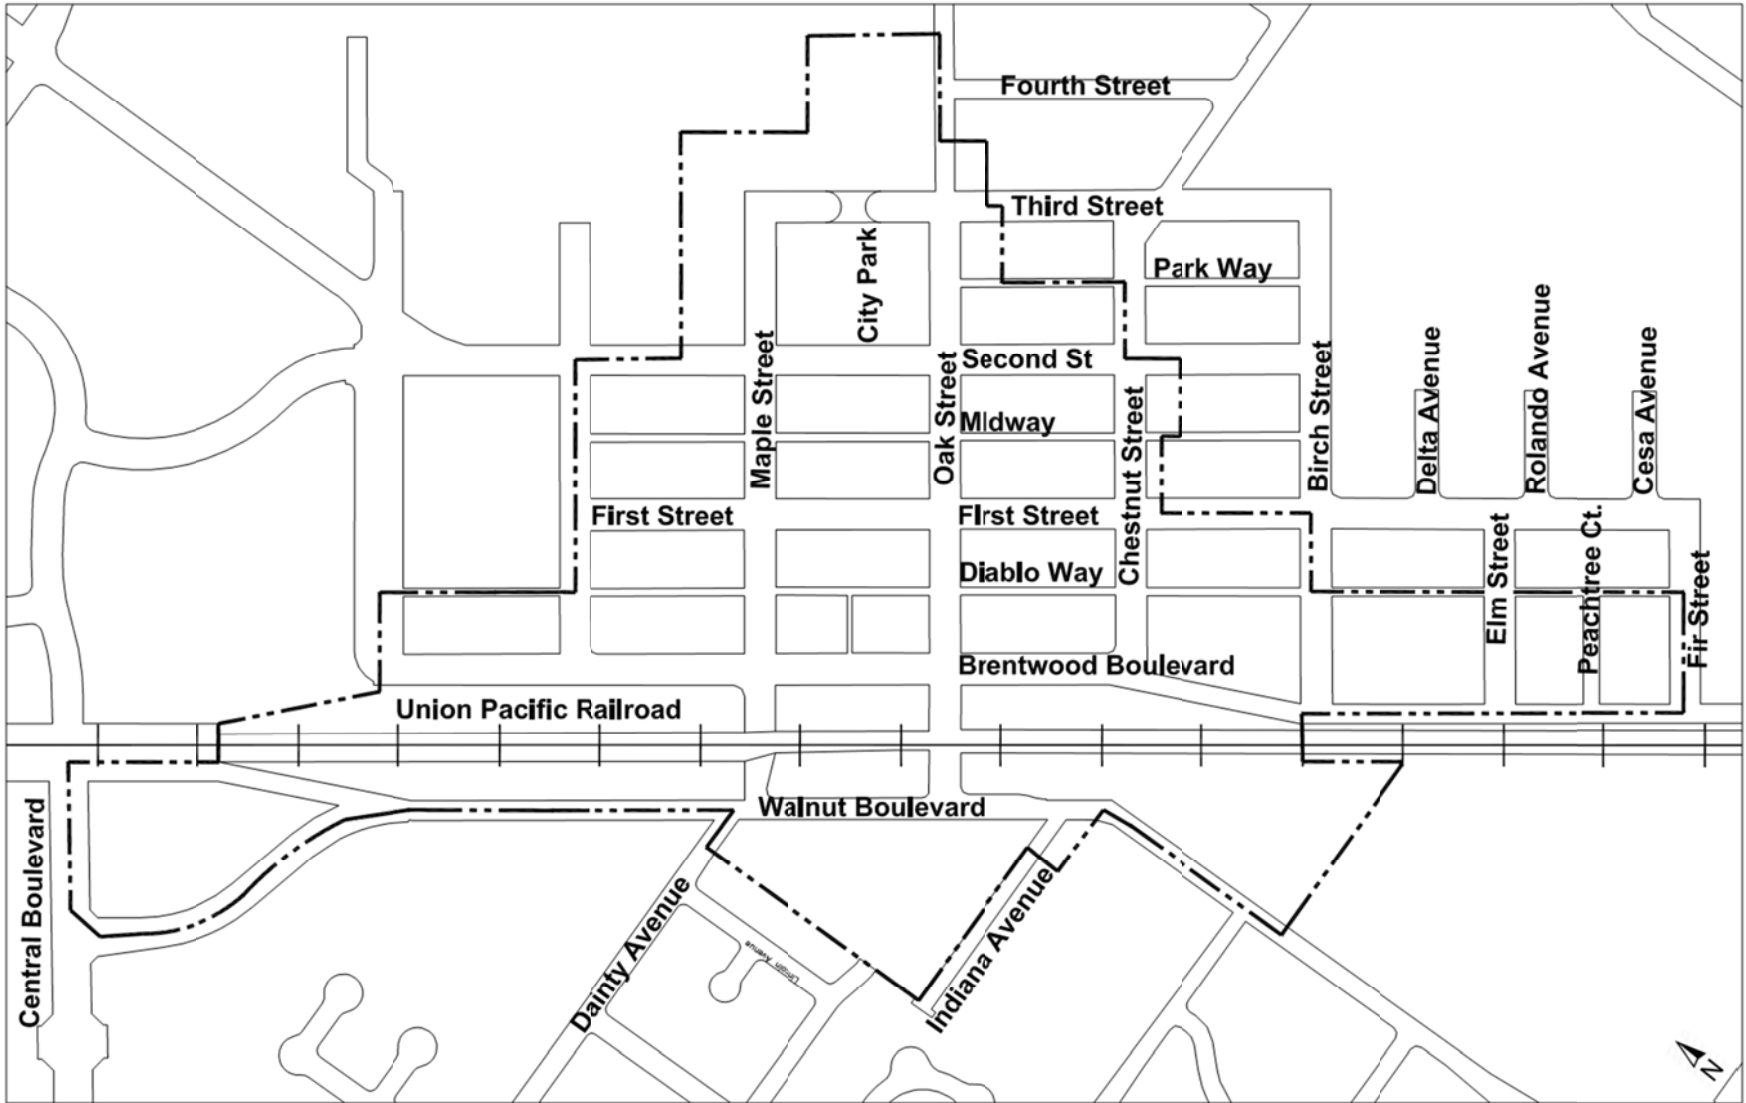 Fourth Street
Third Street
City Park
Park Way
Second St
Maple Street
Oak Street
MIdway
Chestnut Street
Birch Street
Delta Avenue
Rolando Avenue
Cesa Avenue
First Street
FIrst Street
Diablo Way
Elm Street
Peachtree Ct.
Fir Street
Brentwood Boulevard
Union Pacific Railroad
Walnut Boulevard
Central Boulevard
Dainty Avenue
Avenue
Indiana Avenue
N